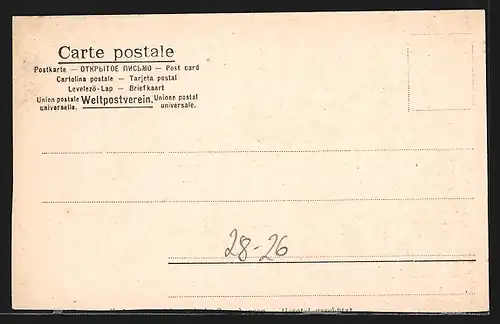 Carte postale
Postkarte — ОТКРЫТОЕ ПИСЬМО — Post card
Cartolina postale — Tarjeta postal
Levelező-Lap — Briefkaart
Union postale universelle. Weltpostverein. Unione postal universale.
28-26